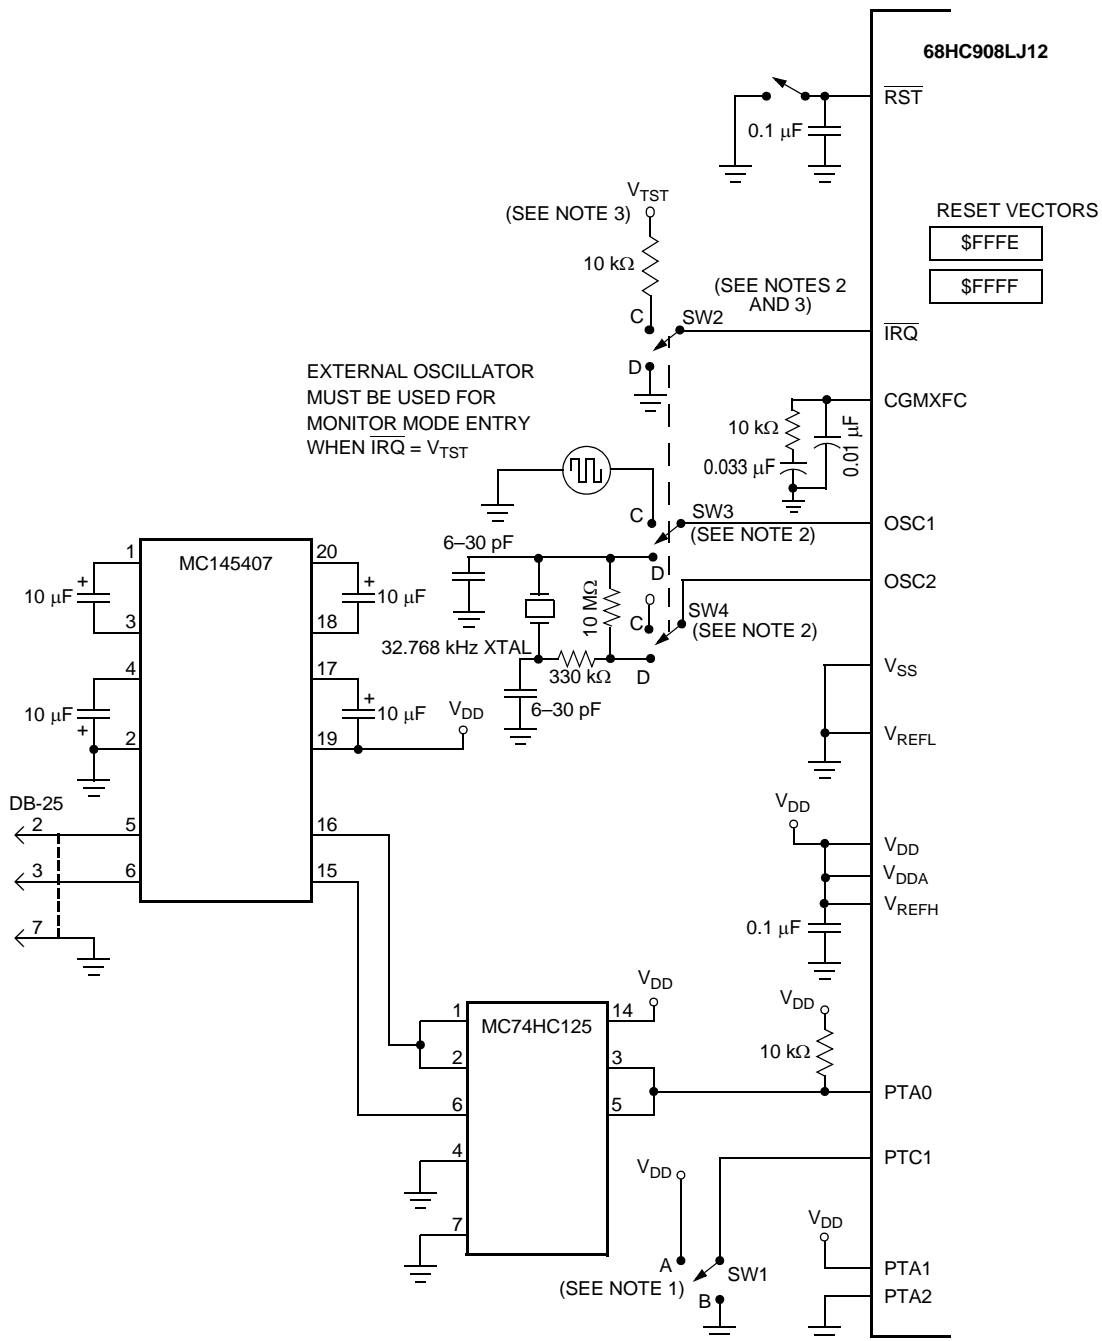 68HC908LJ12
RST
0.1 µF
VTST
(SEE NOTE 3)
10 kΩ
RESET VECTORS
$FFFE
$FFFF
(SEE NOTES 2
AND 3)
C
SW2
IRQ
D
EXTERNAL OSCILLATOR
MUST BE USED FOR
MONITOR MODE ENTRY
WHEN IRQ = VTST
CGMXFC
10 kΩ
0.01 µF
0.033 µF
C
SW3
(SEE NOTE 2)
OSC1
D
6–30 pF
OSC2
10 MΩ
C
SW4
(SEE NOTE 2)
32.768 kHz XTAL
330 kΩ
D
6–30 pF
MC145407
1
20
10 µF
+
+
10 µF
3
18
4
17
10 µF
+
+
10 µF
VDD
2
19
VSS
VREFL
DB-25
2
5
16
3
6
15
7
VDD
VDD
VDDA
VREFH
0.1 µF
MC74HC125
VDD
1
14
2
3
6
5
4
7
VDD
10 kΩ
PTA0
PTC1
VDD
A
SW1
(SEE NOTE 1)
B
VDD
PTA1
PTA2